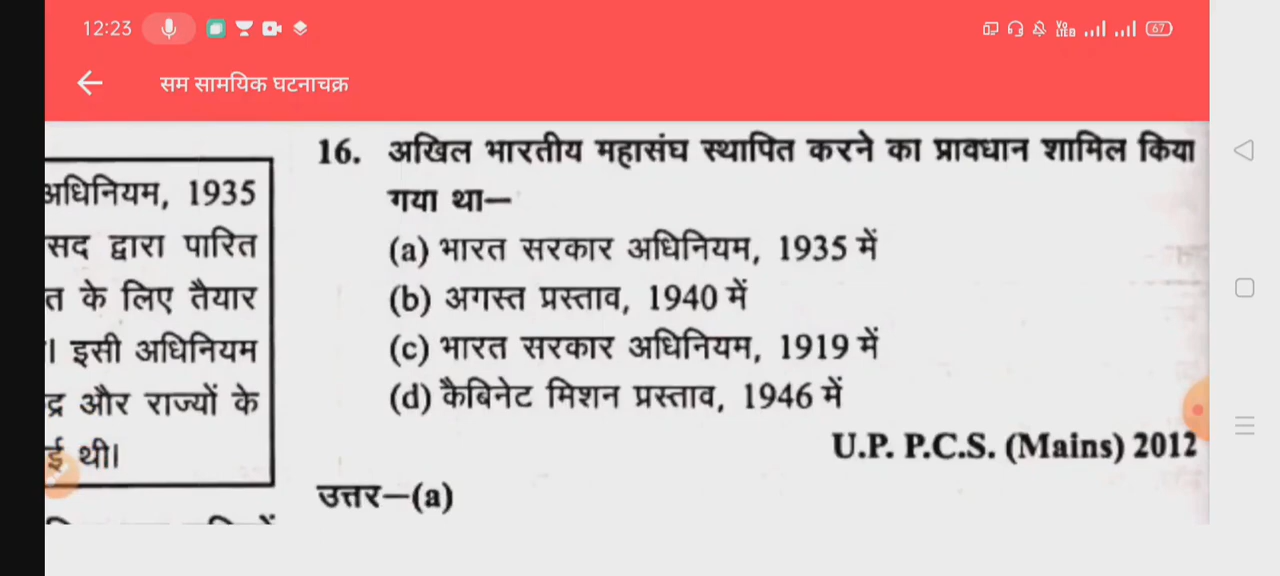 12:23
67
सम सामयिक घटनाचक्र
अधिनियम, 1935
सद द्वारा पारित
त के लिए तैयार
। इसी अधिनियम
द्र और राज्यों के
ई थी।
16. अखिल भारतीय महासंघ स्थापित करने का प्रावधान शामिल किया
गया था–
(a) भारत सरकार अधिनियम, 1935 में
(b) अगस्त प्रस्ताव, 1940 में
(c) भारत सरकार अधिनियम, 1919 में
(d) कैबिनेट मिशन प्रस्ताव, 1946 में
U.P. P.C.S. (Mains) 2012
उत्तर–(a)